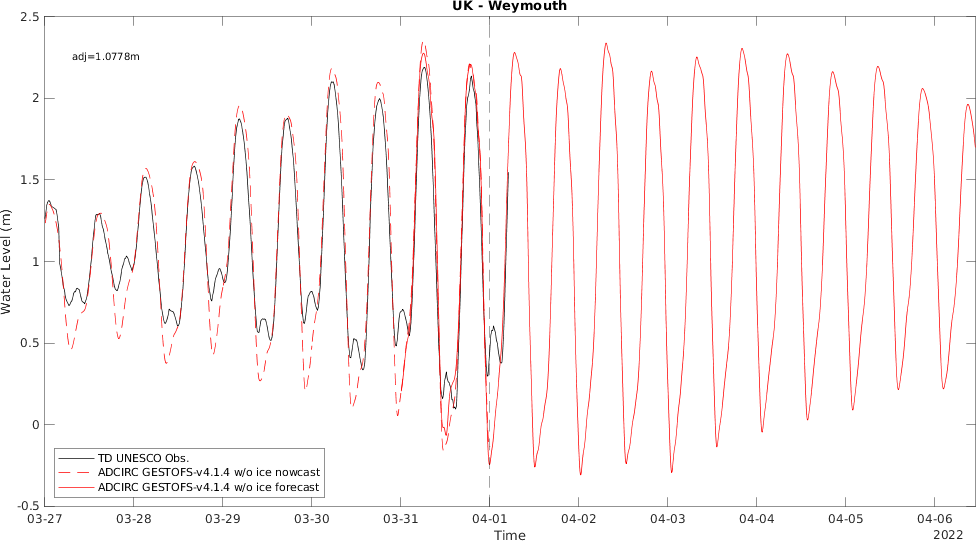 UK - Weymouth
adj=1.0778m
Water Level (m)
2.5
2
1.5
1
0.5
0
-0.5
TD UNESCO Obs.
ADCIRC GESTOFS-v4.1.4 w/o ice nowcast
ADCIRC GESTOFS-v4.1.4 w/o ice forecast
03-27 03-28 03-29 03-30 03-31 04-01 04-02 04-03 04-04 04-05 04-06
Time
2022